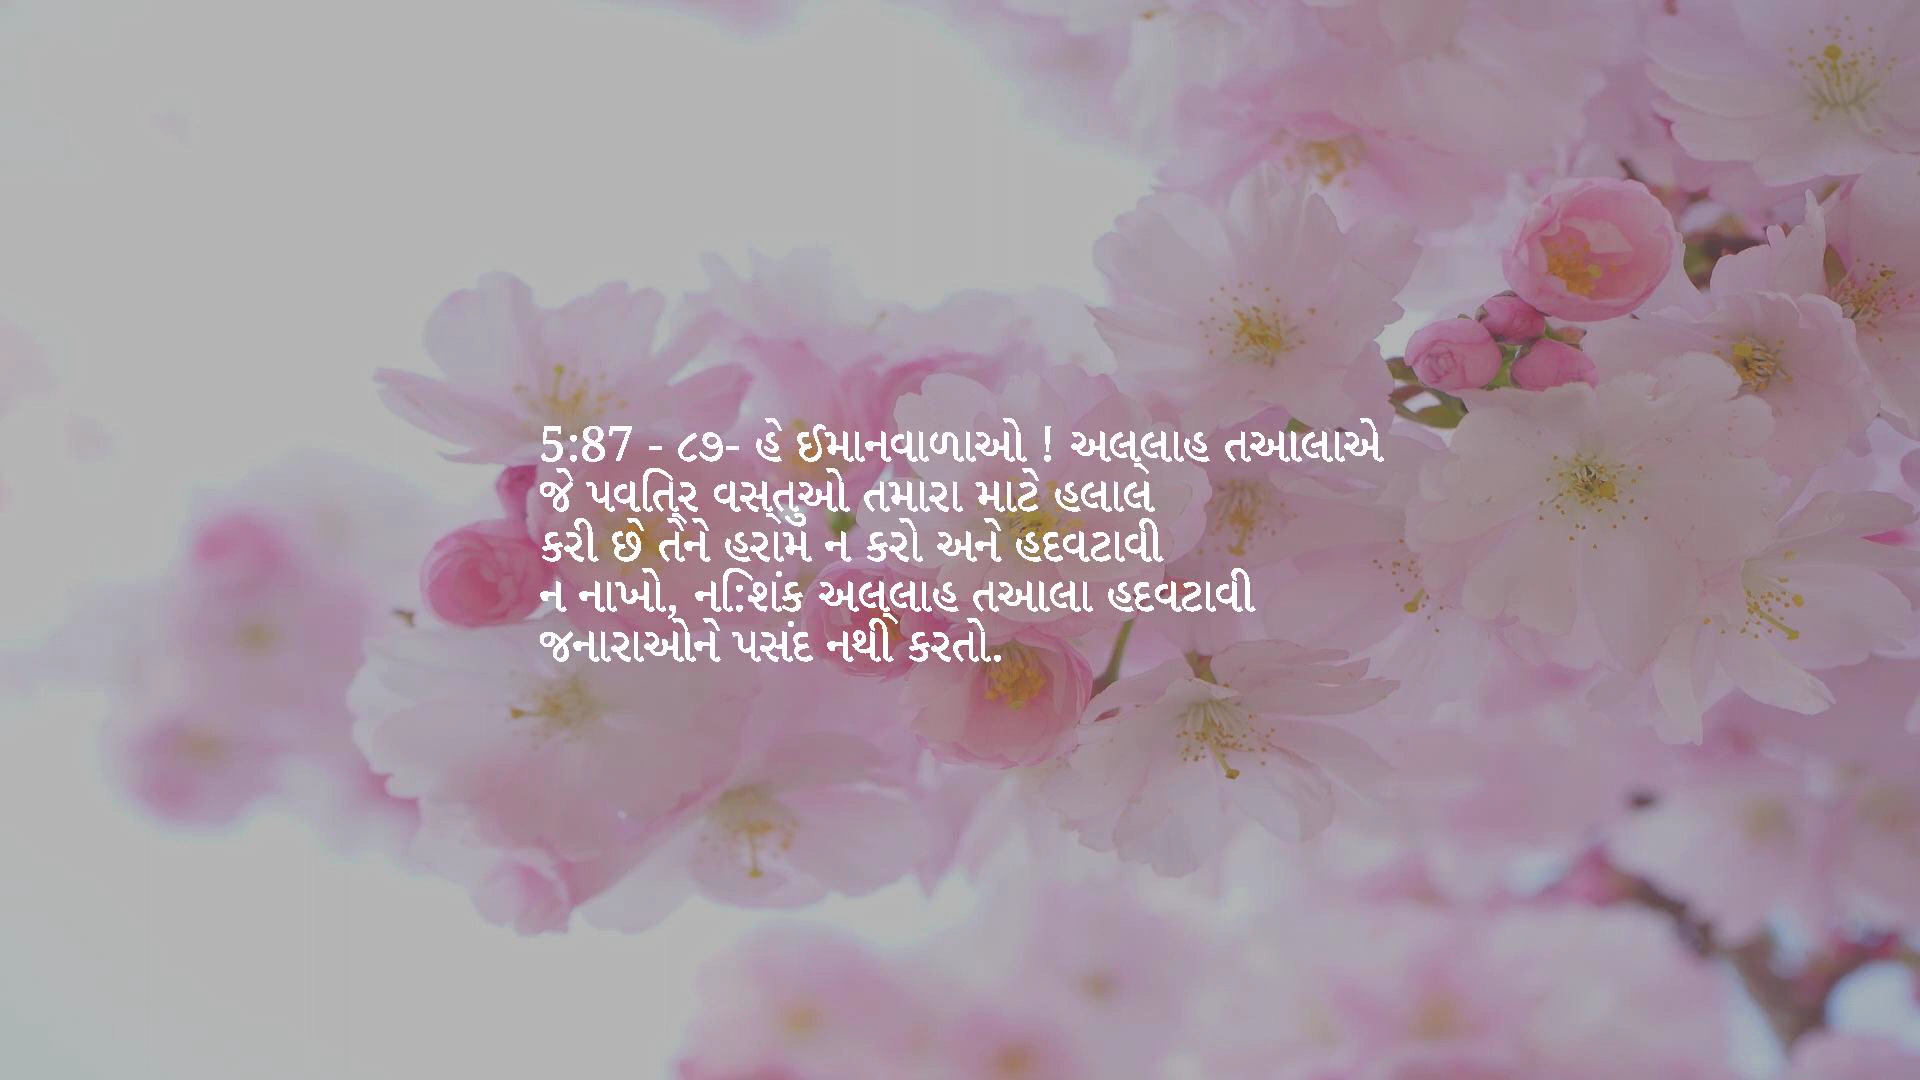 5:87 - ૮૭- હે ઈમાનવાળાઓ ! અલ્લાહ તઆલાએ
જે પવિત્ર વસ્તુઓ તમારા માટે હલાલ
કરી છે તેને હરામ ન કરો અને હદવટાવી
ન નાખો, નિ:શંક અલ્લાહ તઆલા હદવટાવી
જનારાઓને પસંદ નથી કરતો.